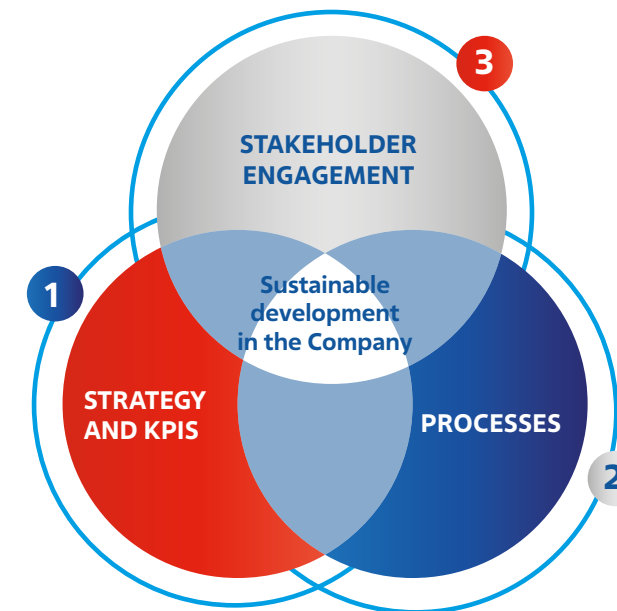 3
STAKEHOLDER
ENGAGEMENT
1
Sustainable
development
in the Company
STRATEGY
AND KPIS
PROCESSES
2